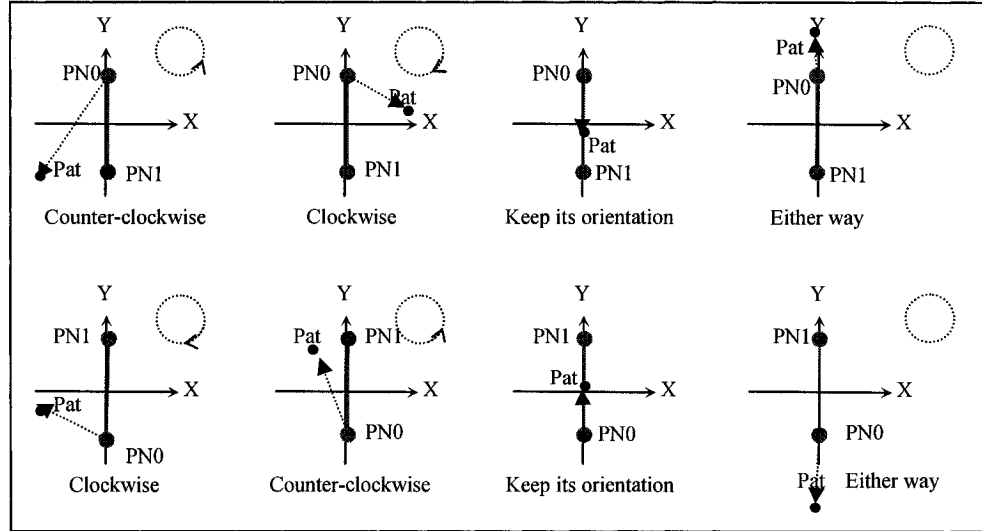 Y
PN0
X
Pat
PN1
Counter-clockwise
Y
PN0
Pat
X
PN1
Clockwise
Y
PN0
X
Pat
PN1
Keep its orientation
Y
Pat
PN0
X
PN1
Either way
Y
PN1
X
Pat
PN0
Clockwise
Y
Pat
PN1
X
PN0
Counter-clockwise
Y
PN1
Pat
X
PN0
Keep its orientation
Y
PN1
X
PN0
Pat
Either way